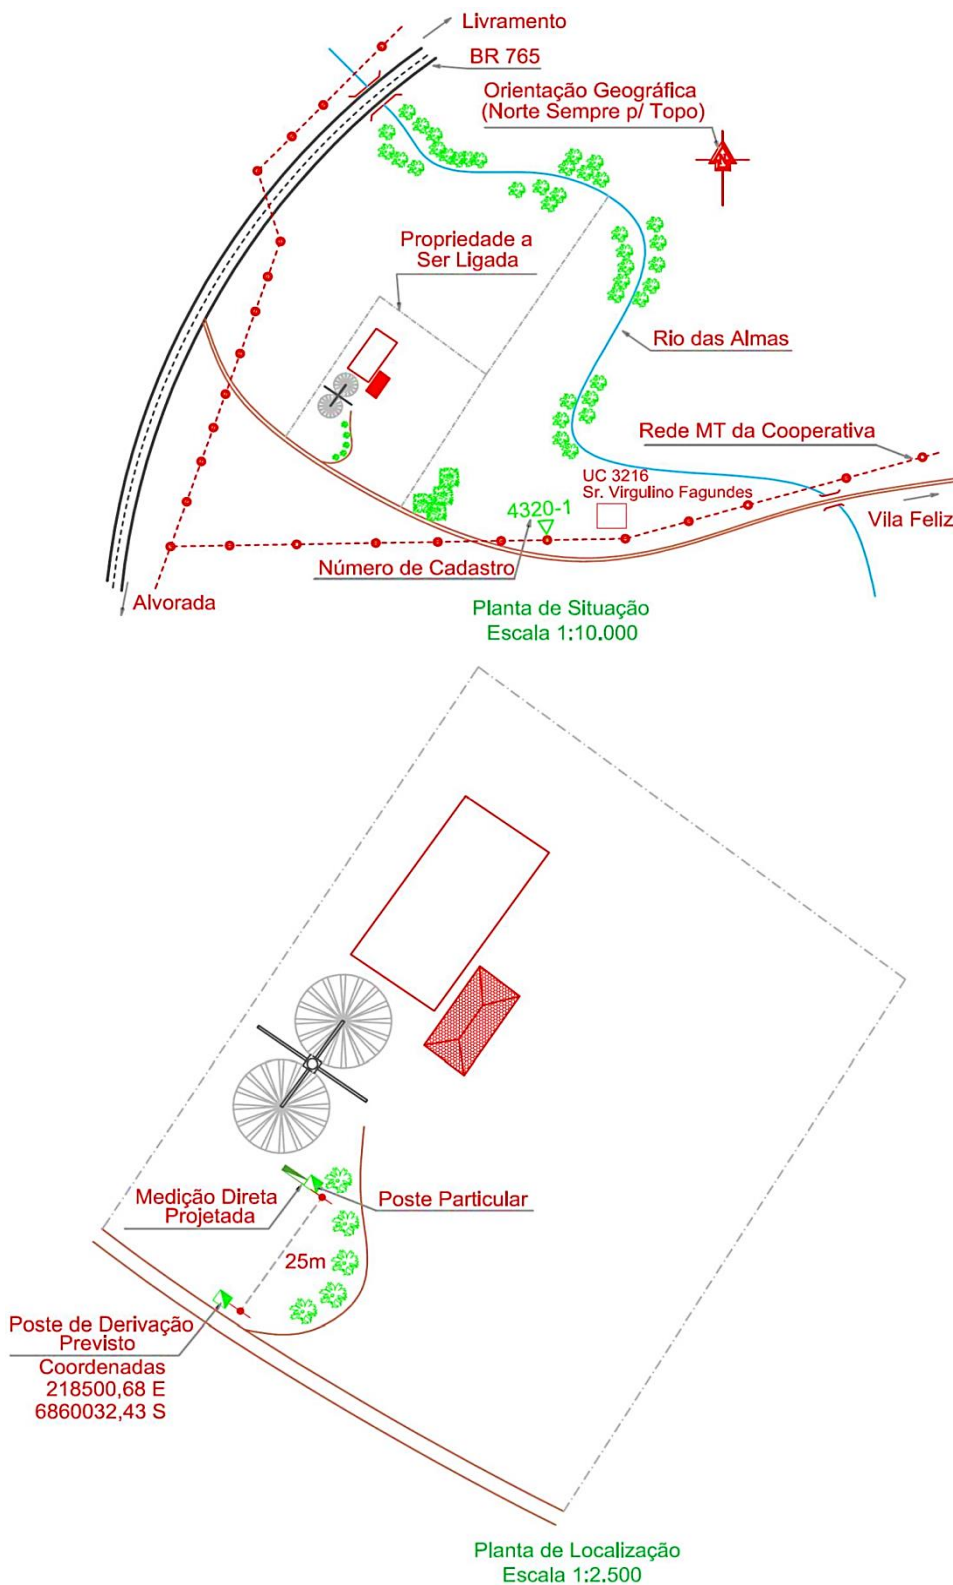 Livramento
BR 765
Orientação Geográfica
(Norte Sempre p/ Topo)
N
Propriedade a
Ser Ligada
Rio das Almas
Rede MT da Cooperativa
UC 3216
Sr. Virgulino Fagundes
4320-1
Vila Feliz
Número de Cadastro
Alvorada
Planta de Situação
Escala 1:10.000
Medição Direta
Projetada
Poste Particular
25m
Poste de Derivação
Previsto
Coordenadas
218500,68 E
6860032,43 S
Planta de Localização
Escala 1:2.500